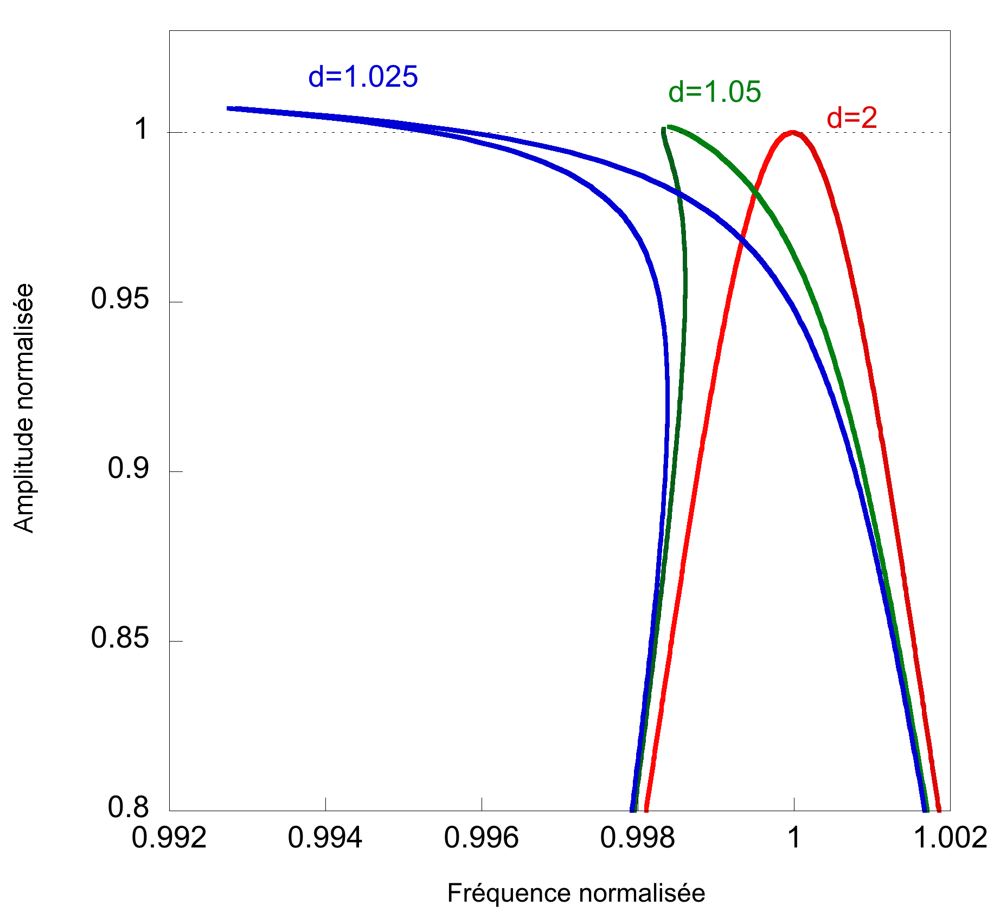 d=1.025
d=1.05
d=2
1
0.95
0.9
0.85
0.8
Amplitude normalisée
0.992 0.994 0.996 0.998 1 1.002
Fréquence normalisée